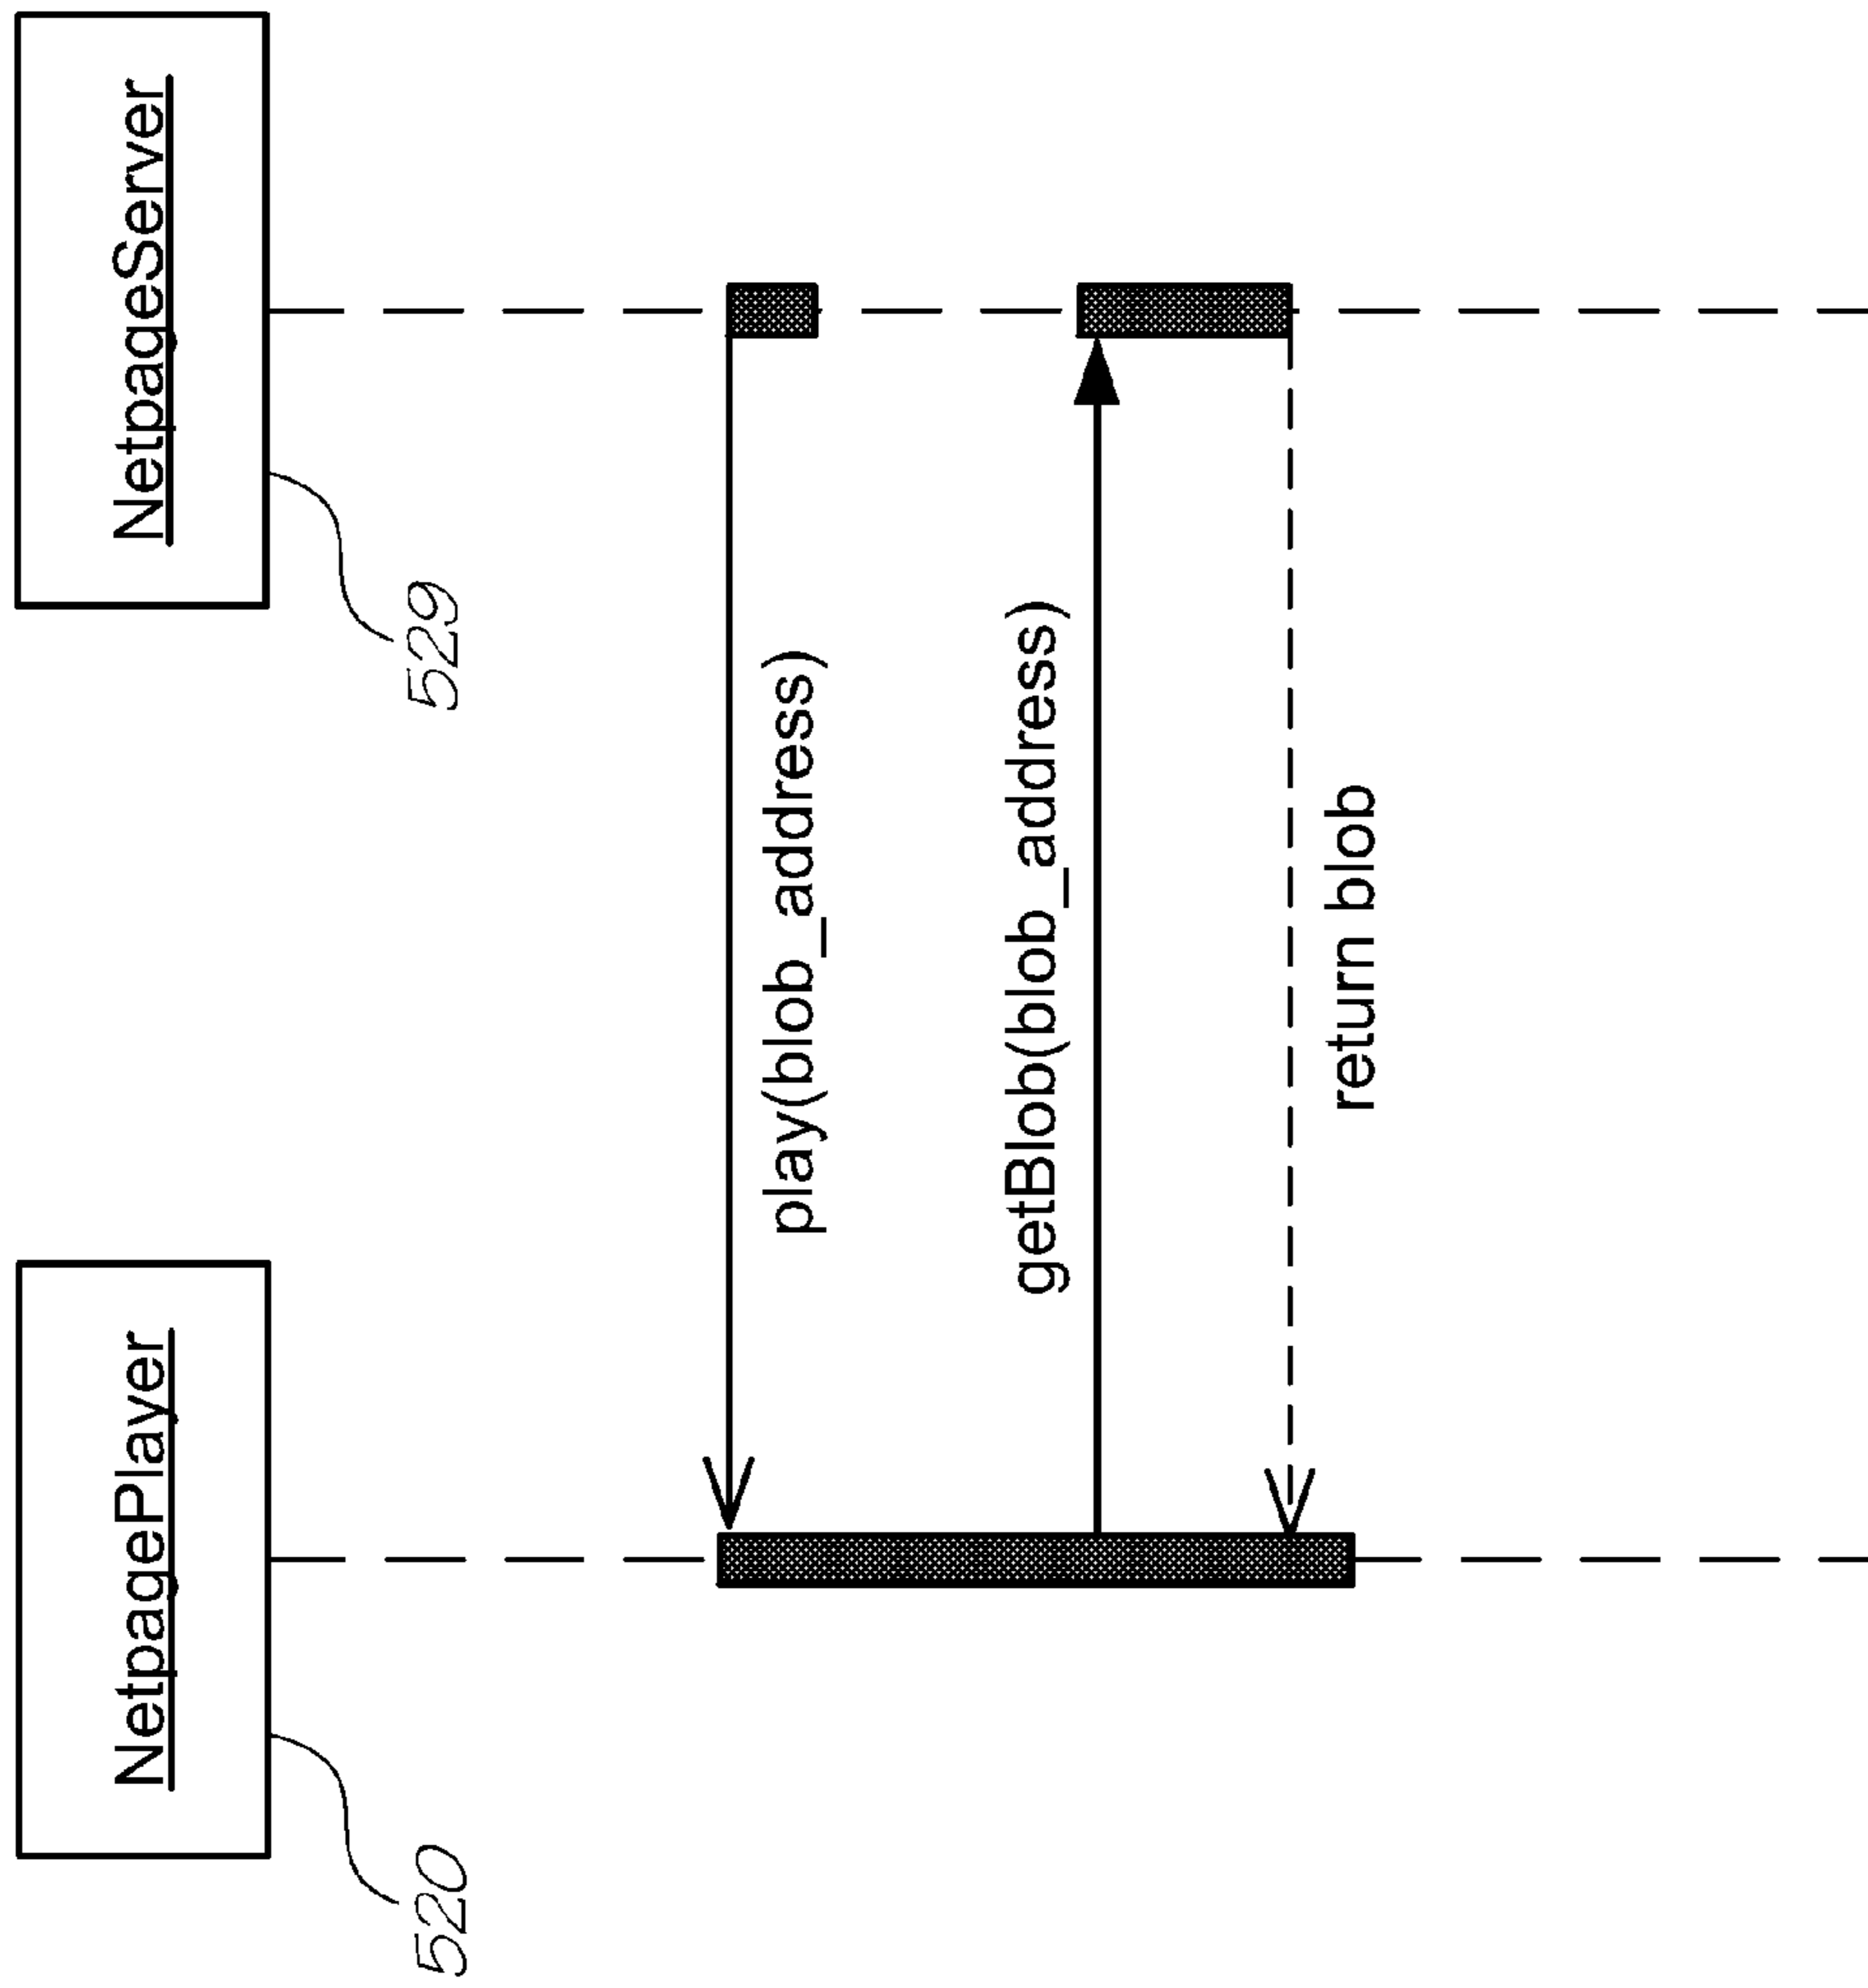 NetpagePlayer
NetpageServer
520
529
play(blob_address)
getBlob(blob_address)
return blob